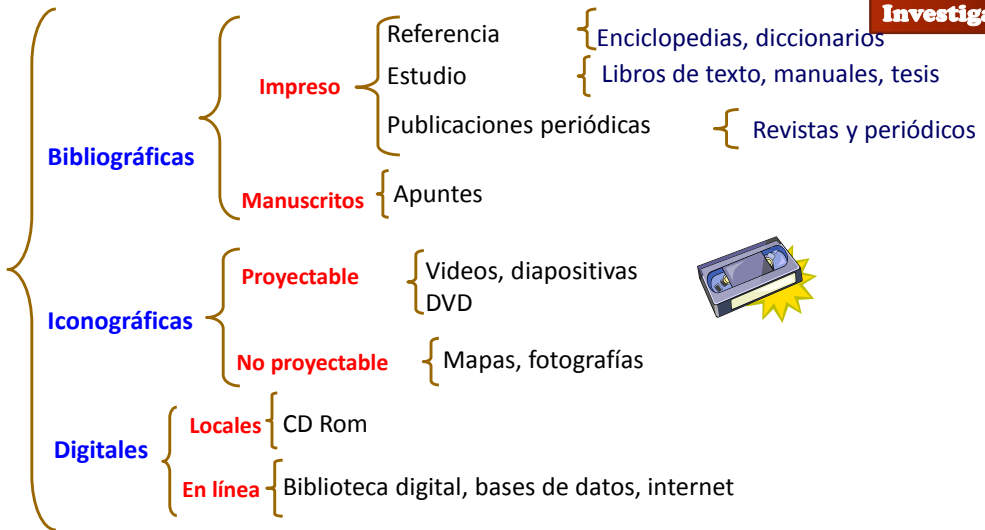 Investiga
Referencia
Enciclopedias, diccionarios
Estudio
Libros de texto, manuales, tesis
Impreso
Publicaciones periódicas
Revistas y periódicos
Bibliográficas
Manuscritos
Apuntes
Proyectable
Videos, diapositivas
DVD
Iconográficas
No proyectable
Mapas, fotografías
Locales
CD Rom
Digitales
En línea
Biblioteca digital, bases de datos, internet